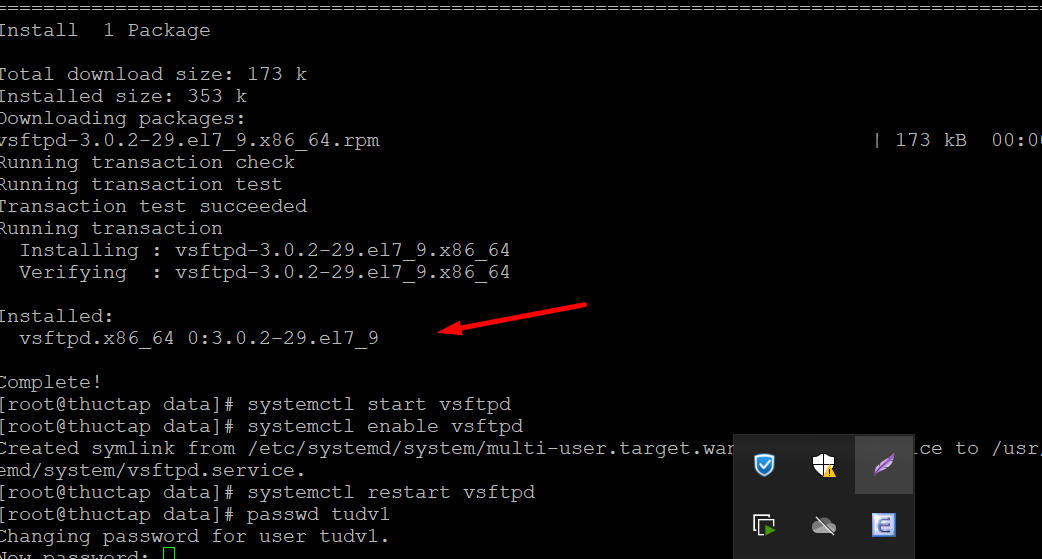 ================================================================================
Install  1 Package
Total download size: 173 k
Installed size: 353 k
Downloading packages:
vsftpd-3.0.2-29.el7_9.x86_64.rpm | 173 kB  00:00
Running transaction check
Running transaction test
Transaction test succeeded
Running transaction
  Installing : vsftpd-3.0.2-29.el7_9.x86_64
  Verifying  : vsftpd-3.0.2-29.el7_9.x86_64
Installed:
  vsftpd.x86_64 0:3.0.2-29.el7_9
Complete!
[root@thuctap data]# systemctl start vsftpd
[root@thuctap data]# systemctl enable vsftpd
Created symlink from /etc/systemd/system/multi-user.target.wan ice to /usr/
emd/system/vsftpd.service.
[root@thuctap data]# systemctl restart vsftpd
[root@thuctap data]# passwd tudv1
Changing password for user tudv1.
New password: